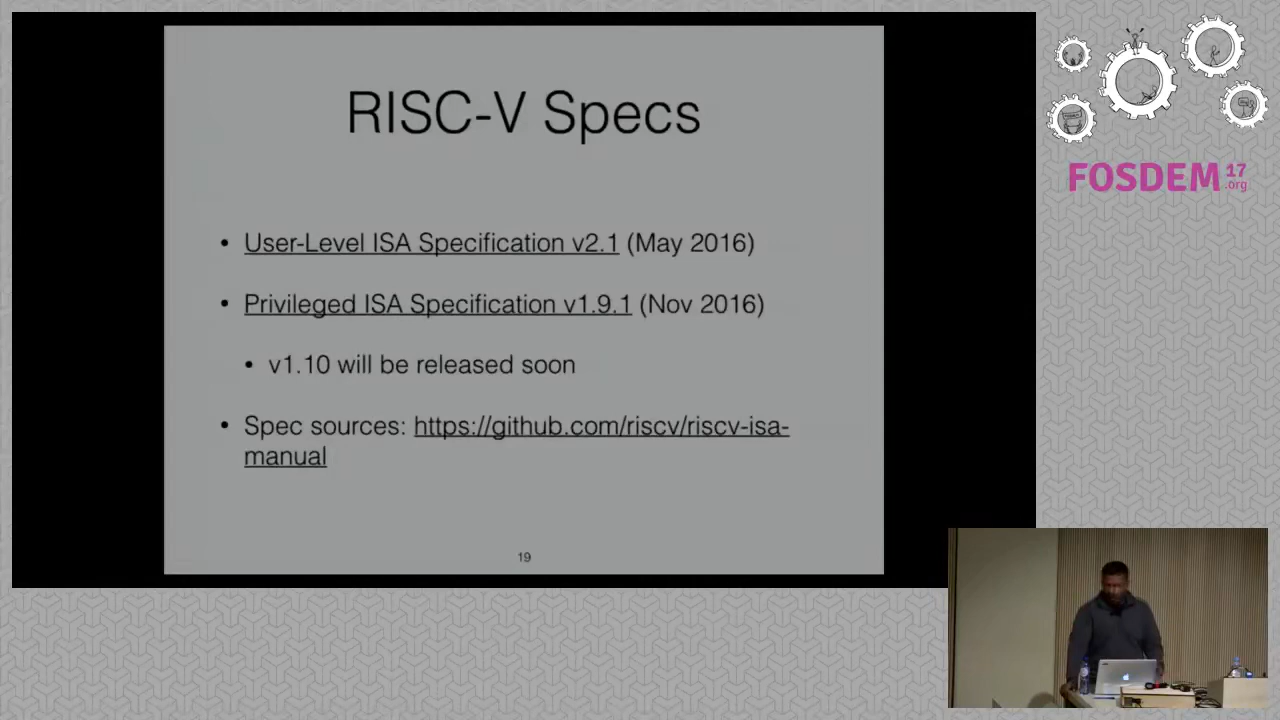 RISC-V Specs
• User-Level ISA Specification v2.1 (May 2016)
• Privileged ISA Specification v1.9.1 (Nov 2016)
• v1.10 will be released soon
• Spec sources: https://github.com/riscv/riscv-isa-
manual
19
FOSDEM 17
.org